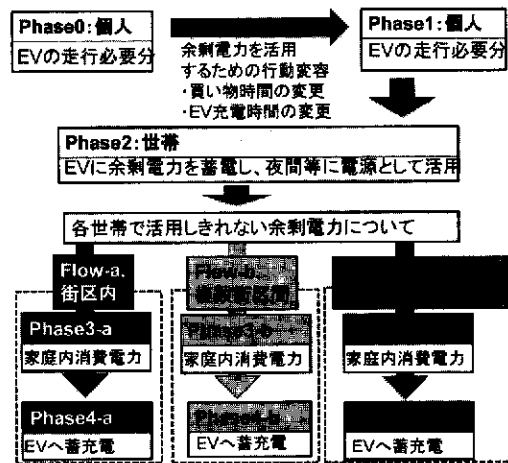 Phase0:個人
EVの走行必要分
余剰電力を活用
するための行動変容
・買い物時間の変更
・EV充電時間の変更
Phase1:個人
EVの走行必要分
Phase2:世帯
EVに余剰電力を蓄電し、夜間等に電源として活用
各世帯で活用しきれない余剰電力について
Flow-a.
街区内
Phase3-a
家庭内消費電力
Phase4-a
EVへ蓄充電
Flow-b.
Phase3-b
家庭内消費電力
Phase4-b
EVへ蓄充電
家庭内消費電力
EVへ蓄充電